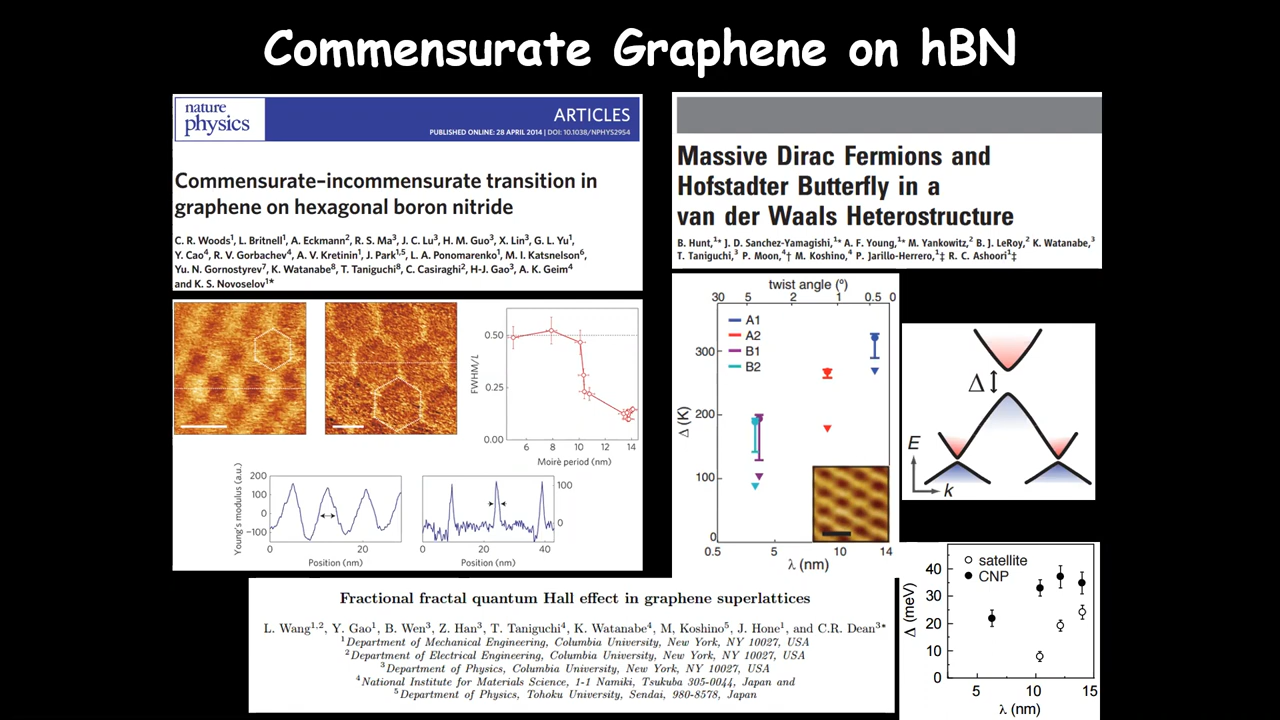 Commensurate Graphene on hBN
nature
physics
ARTICLES
PUBLISHED ONLINE: 28 APRIL 2014 | DOI: 10.1038/NPHYS2954
Commensurate–incommensurate transition in
graphene on hexagonal boron nitride
C. R. Woods1, L. Britnell1, A. Eckmann2, R. S. Ma3, J. C. Lu3, H. M. Guo3, X. Lin3, G. L. Yu1,
Y. Cao4, R. V. Gorbachev4, A. V. Kretinin1, J. Park1,5, L. A. Ponomarenko1, M. I. Katsnelson6,
Yu. N. Gornostyrev7, K. Watanabe8, T. Taniguchi8, C. Casiraghi2, H-J. Gao3, A. K. Geim4
and K. S. Novoselov1*
Massive Dirac Fermions and
Hofstadter Butterfly in a
van der Waals Heterostructure
B. Hunt,1* J. D. Sanchez-Yamagishi,1* A. F. Young,1* M. Yankowitz,2 B. J. LeRoy,2 K. Watanabe,3
T. Taniguchi,3 P. Moon,4† M. Koshino,4 P. Jarillo-Herrero,1‡ R. C. Ashoori1‡
FWHM/L
0.50
0.25
0.00
6 8 10 12 14
Moirè period (nm)
Young's modulus (a.u.)
200
100
0
−100
0 20
Position (nm)
100
0
0 20 40
Position (nm)
twist angle (°)
30 5 2 1 0.5 0
A1
A2
B1
B2
Δ (K)
300
200
100
0
0.5 5 10 14
λ (nm)
Δ
E
k
satellite
CNP
Δ (meV)
40
30
20
10
0
5 10 15
λ (nm)
Fractional fractal quantum Hall effect in graphene superlattices
L. Wang1,2, Y. Gao1, B. Wen3, Z. Han3, T. Taniguchi4, K. Watanabe4, M, Koshino5, J. Hone1, and C.R. Dean3*
1Department of Mechanical Engineering, Columbia University, New York, NY 10027, USA
2Department of Electrical Engineering, Columbia University, New York, NY 10027, USA
3Department of Physics, Columbia University, New York, NY 10027, USA
4National Institute for Materials Science, 1-1 Namiki, Tsukuba 305-0044, Japan and
5Department of Physics, Tohoku University, Sendai, 980-8578, Japan